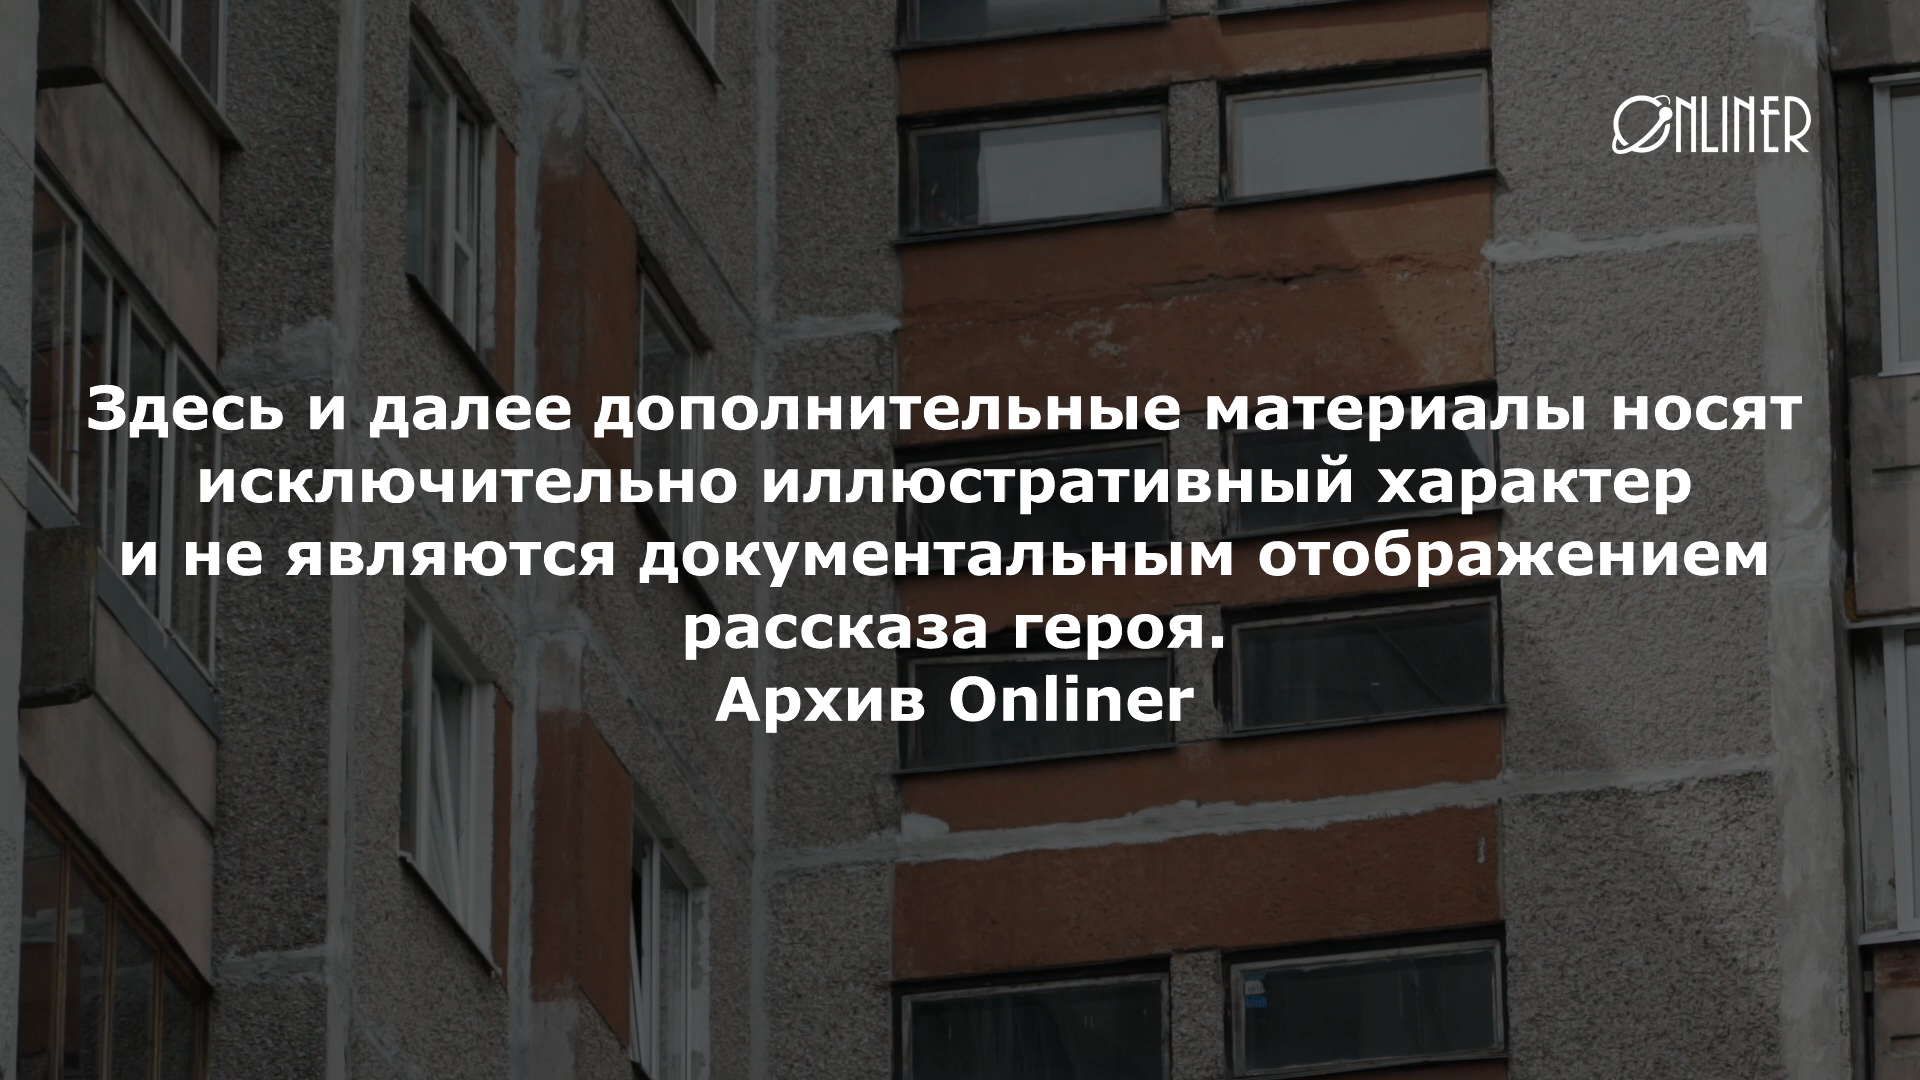 ONLINER
Здесь и далее дополнительные материалы носят
исключительно иллюстративный характер
и не являются документальным отображением
рассказа героя.
Архив Onliner